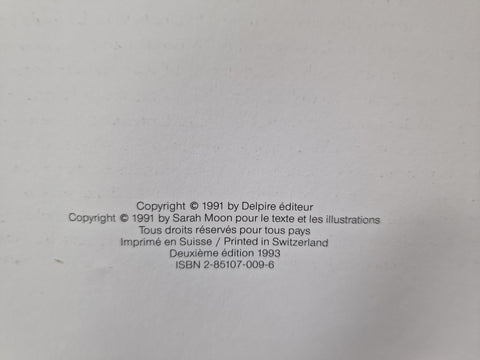 Copyright © 1991 by Delpire éditeur
Copyright © 1991 by Sarah Moon pour le texte et les illustrations
Tous droits réservés pour tous pays
Imprimé en Suisse / Printed in Switzerland
Deuxième édition 1993
ISBN 2-85107-009-6